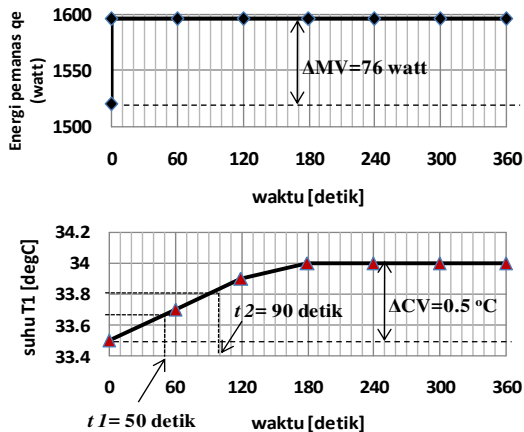 Energi pemanas qe
(watt)
1600
1550
1500
ΔMV=76 watt
0 60 120 180 240 300 360
waktu [detik]
suhu T1 [degC]
34.2
34
33.8
33.6
33.4
t 2= 90 detik
ΔCV=0.5 °C
0 60 120 180 240 300 360
t 1= 50 detik
waktu [detik]